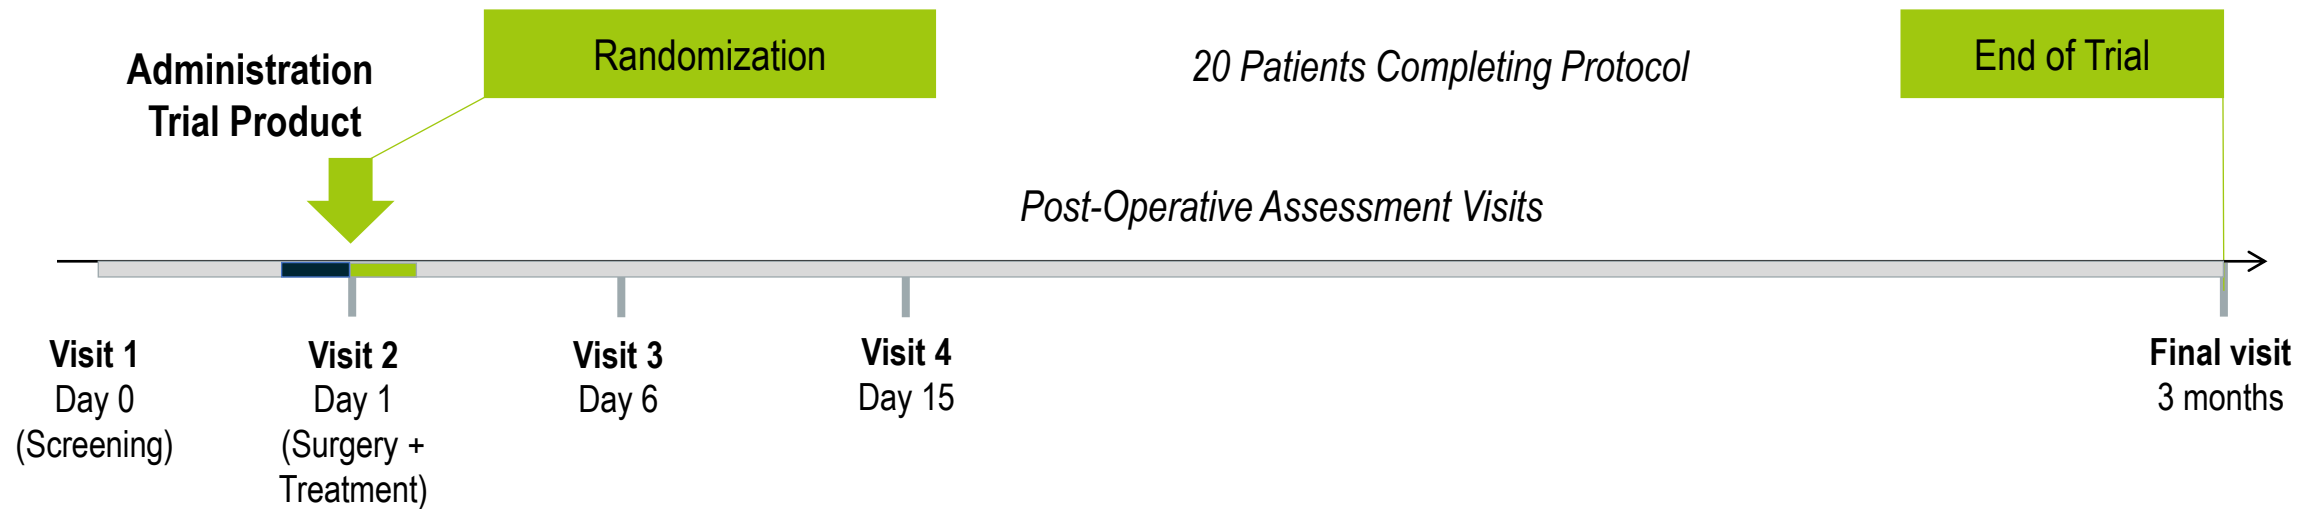 Administration
Trial Product
Randomization
20 Patients Completing Protocol
End of Trial
Post-Operative Assessment Visits
Visit 1
Day 0
(Screening)
Visit 2
Day 1
(Surgery +
Treatment)
Visit 3
Day 6
Visit 4
Day 15
Final visit
3 months